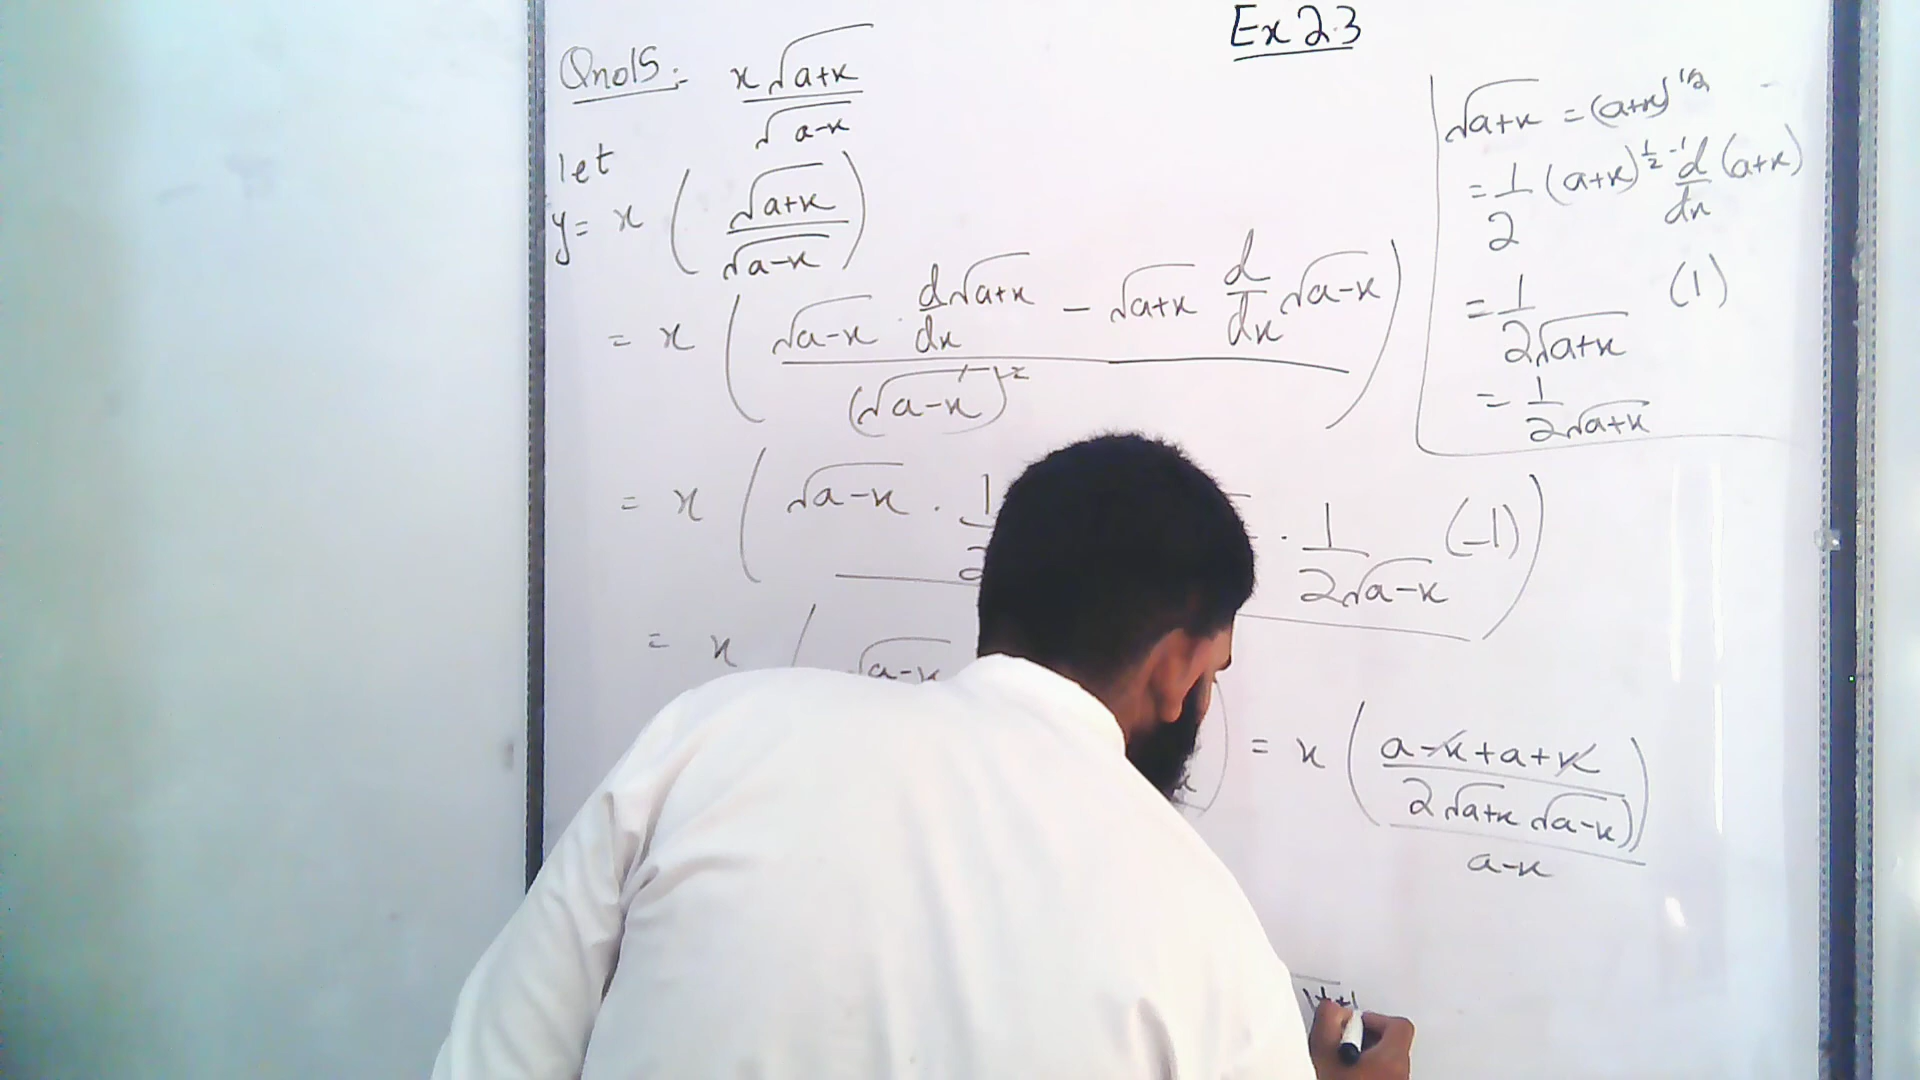 Ex 2.3
Qno15:- x√(a+x) / √(a-x)
let
y = x ( √(a+x) / √(a-x) )
= x ( √(a-x) . d/dx √(a+x) - √(a+x) d/dx √(a-x) / (√(a-x))² )
= x ( √(a-x) . 1 / 2 . 1 / 2√(a-x) (-1) )
= x ( √(a-x)
= x ( a-x+a+x / 2√(a+x) √(a-x) ) / a-x
√(a+x) = (a+x)^1/2
= 1/2 (a+x)^(1/2 -1) d/dx (a+x)
= 1 / 2√(a+x) (1)
= 1 / 2√(a+x)